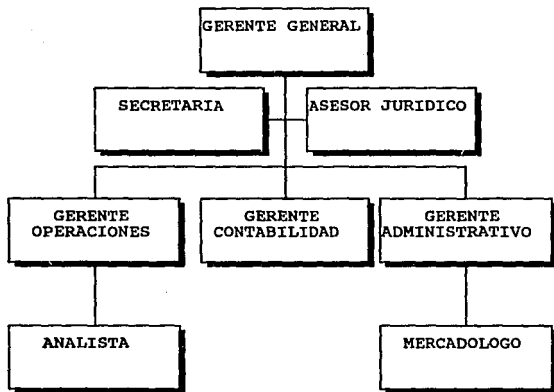 GERENTE GENERAL
SECRETARIA
ASESOR JURIDICO
GERENTE
OPERACIONES
GERENTE
CONTABILIDAD
GERENTE
ADMINISTRATIVO
ANALISTA
MERCADOLOGO